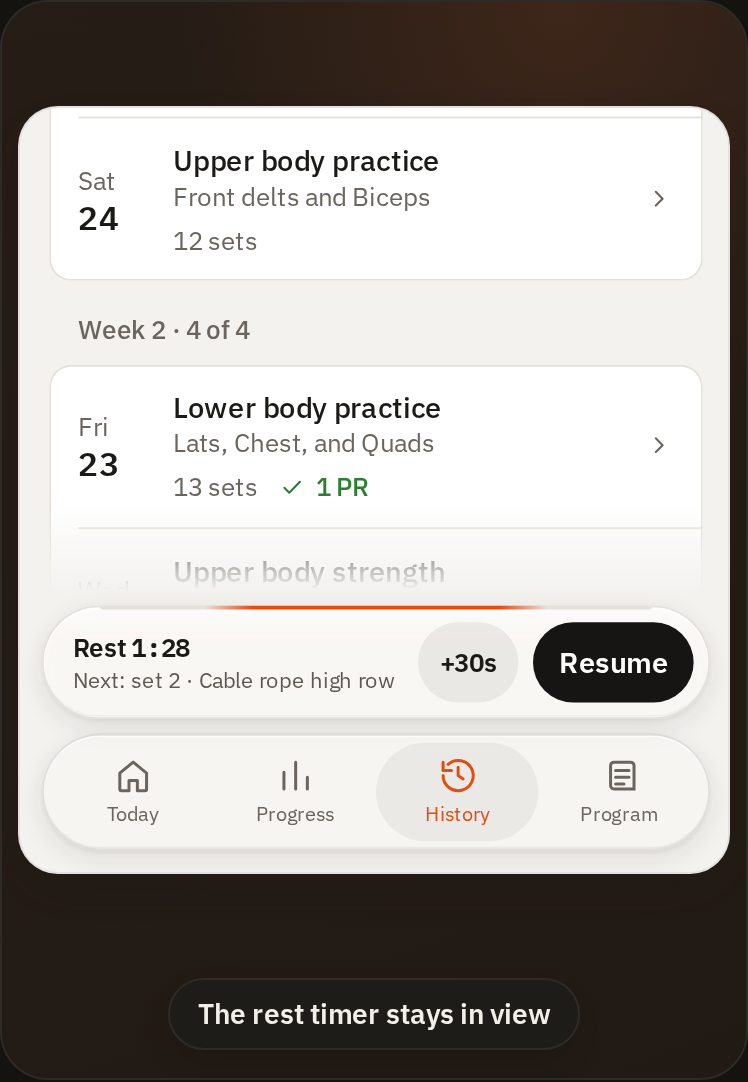 Sat
24
Upper body practice
Front delts and Biceps
12 sets
Week 2 · 4 of 4
Fri
23
Lower body practice
Lats, Chest, and Quads
13 sets ✓ 1 PR
Wed
Upper body strength
Rest 1:28
Next: set 2 · Cable rope high row
+30s
Resume
Today
Progress
History
Program
The rest timer stays in view